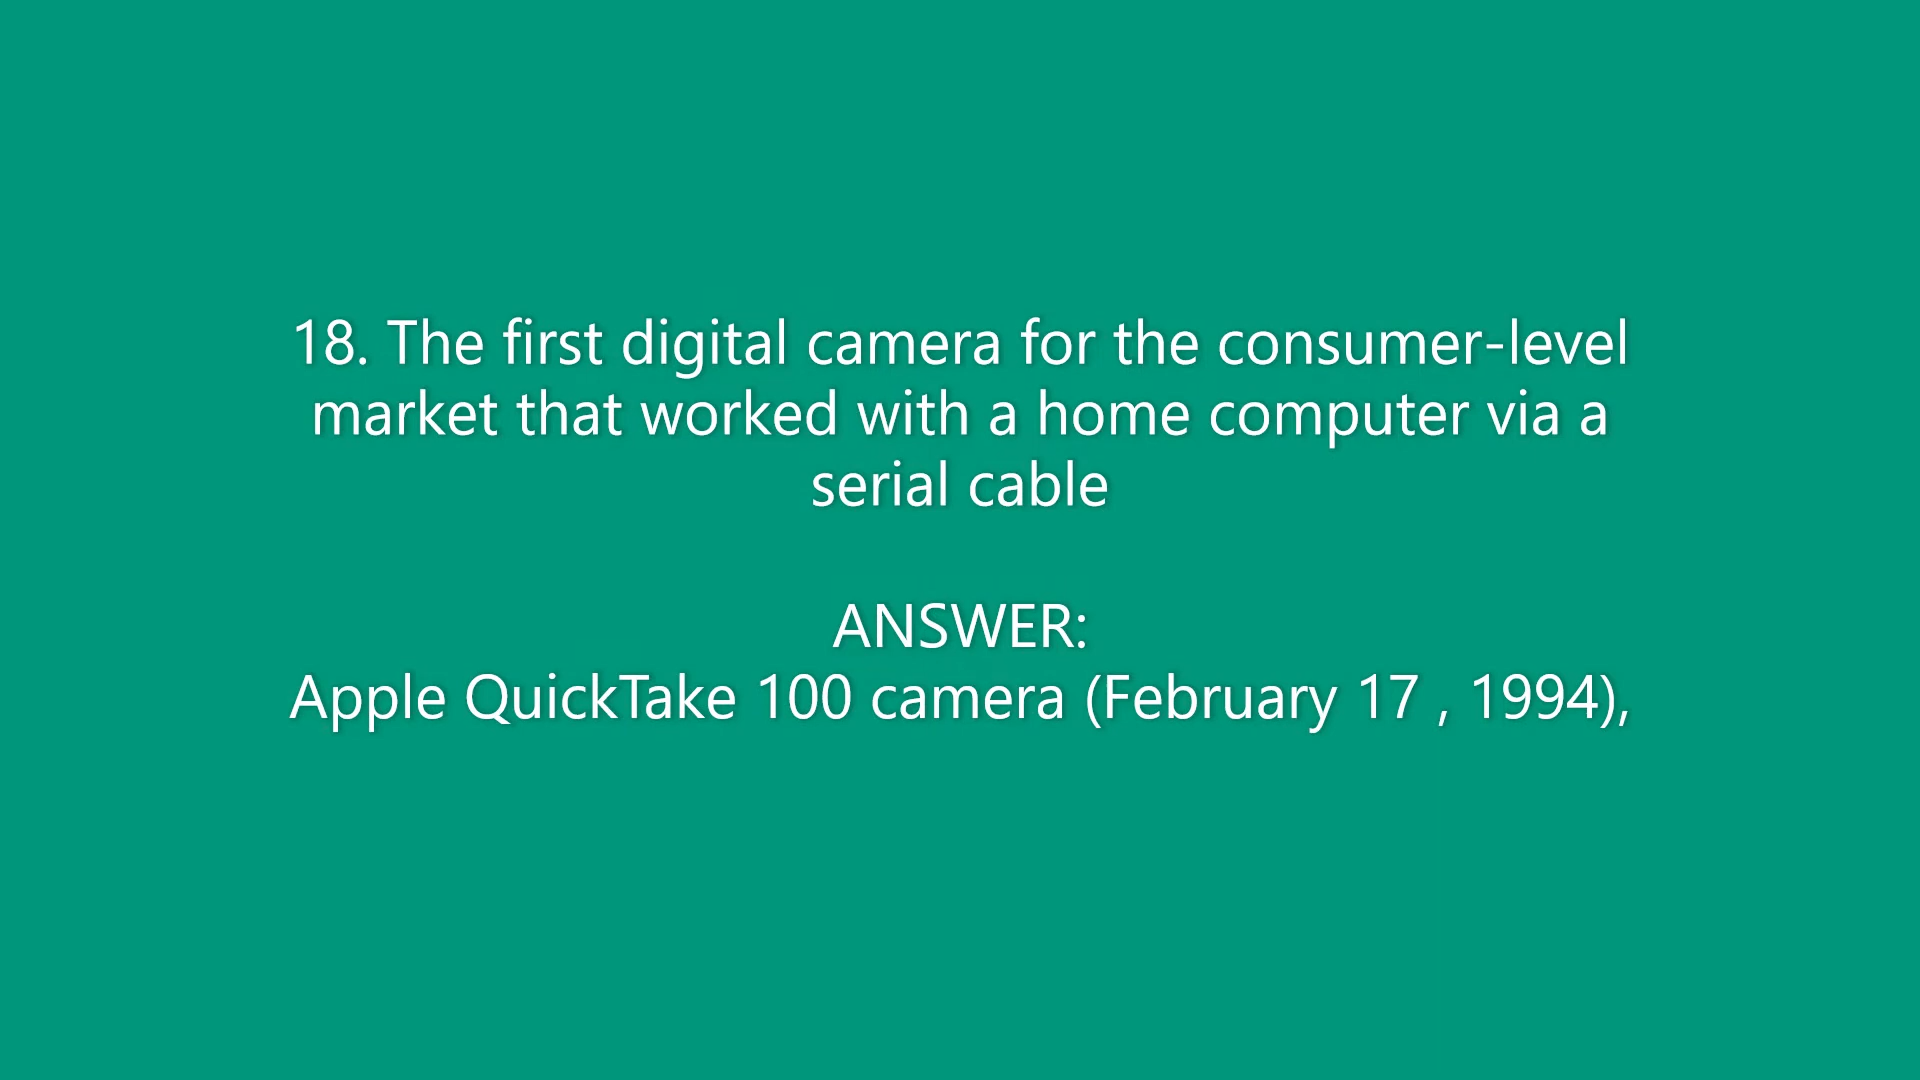 18. The first digital camera for the consumer-level
market that worked with a home computer via a
serial cable
ANSWER:
Apple QuickTake 100 camera (February 17 , 1994),